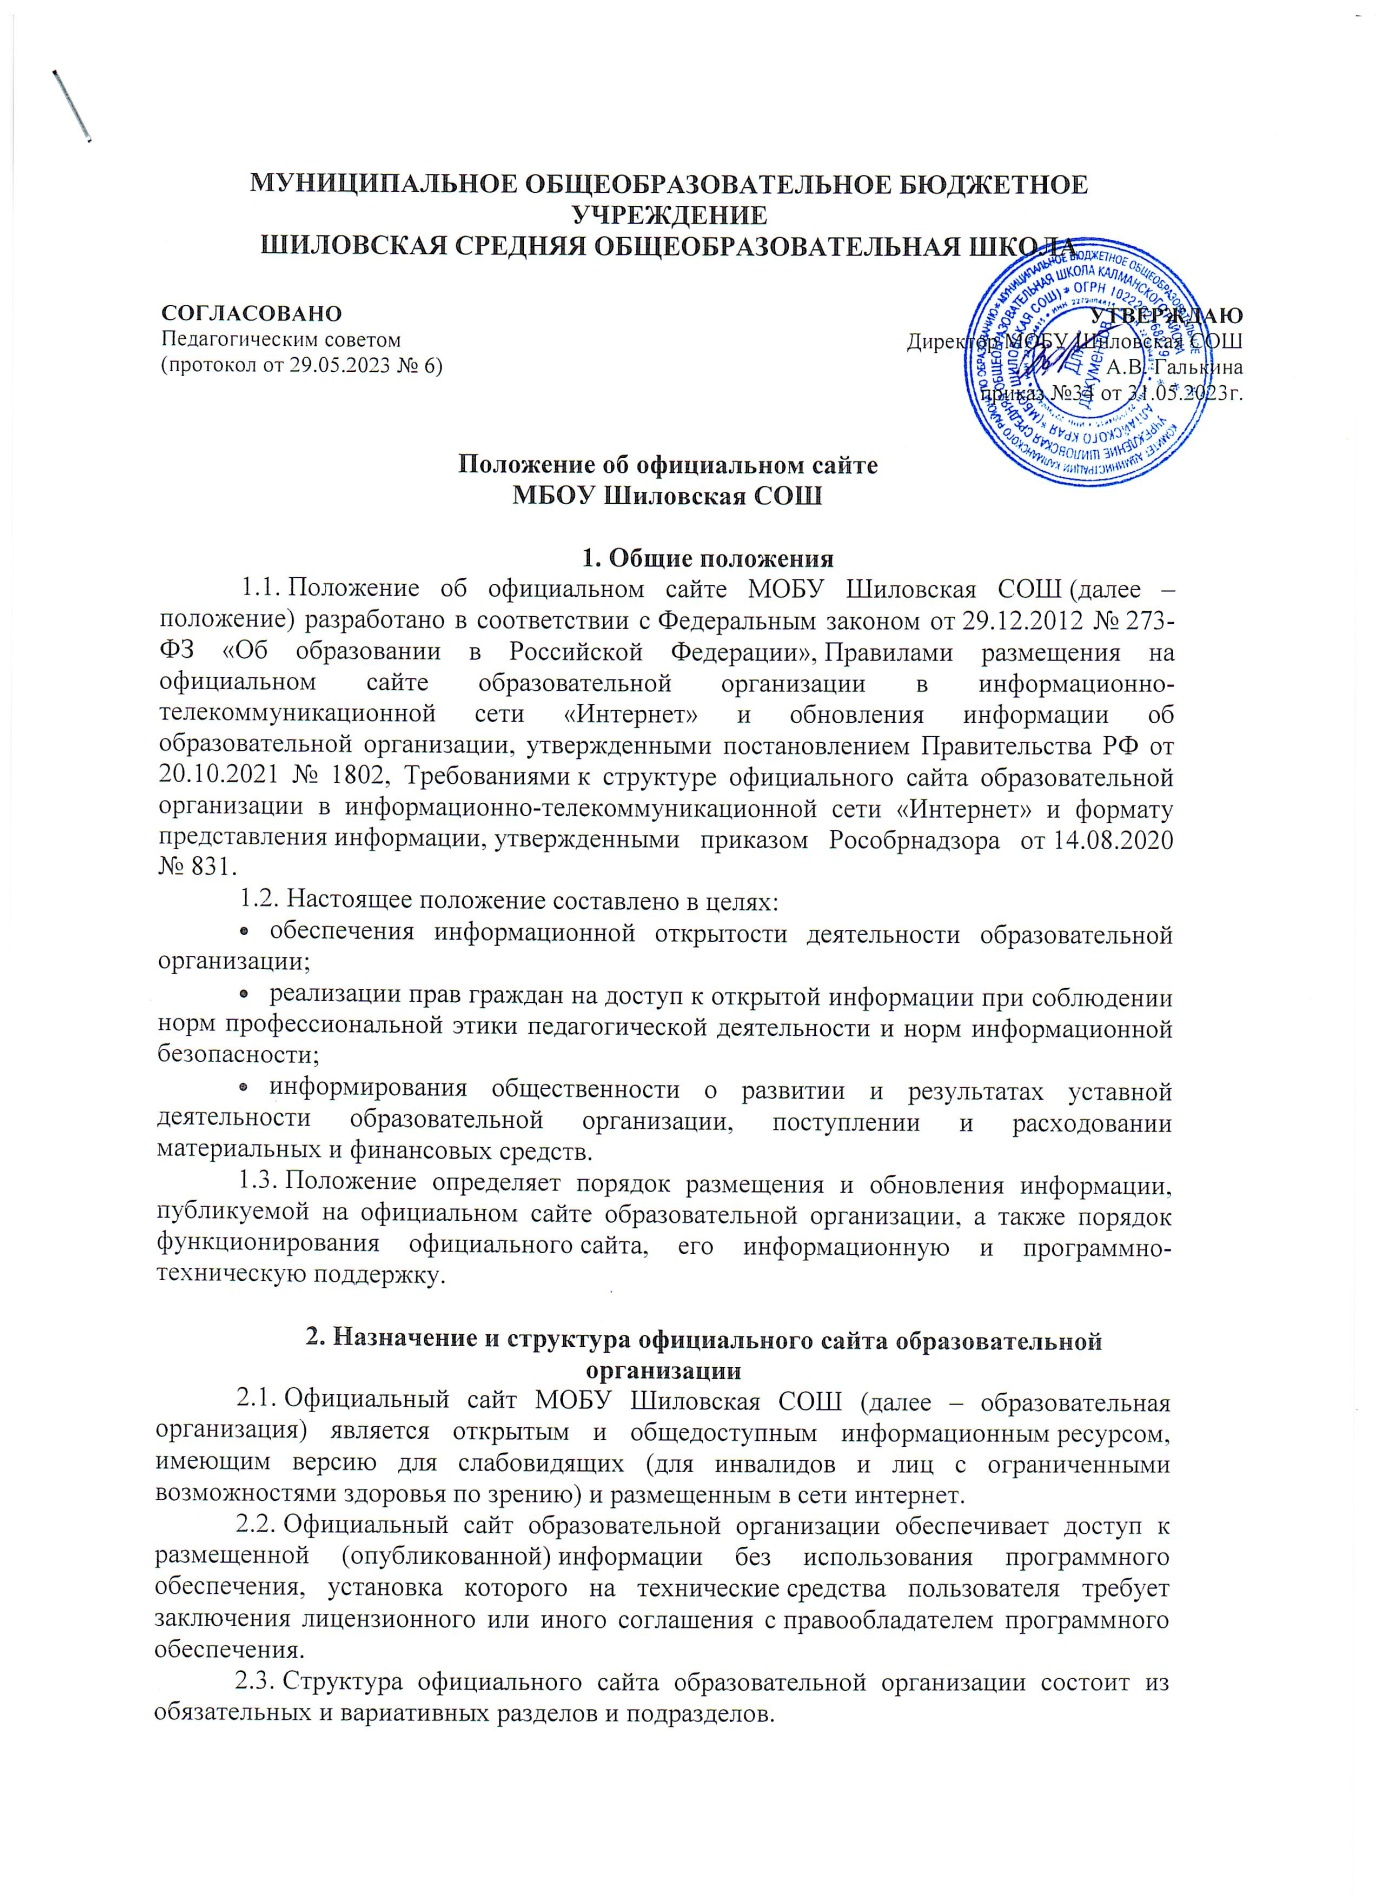 МУНИЦИПАЛЬНОЕ ОБЩЕОБРАЗОВАТЕЛЬНОЕ БЮДЖЕТНОЕ
УЧРЕЖДЕНИЕ
ШИЛОВСКАЯ СРЕДНЯЯ ОБЩЕОБРАЗОВАТЕЛЬНАЯ ШКОЛА
СОГЛАСОВАНО
Педагогическим советом
(протокол от 29.05.2023 № 6)
УТВЕРЖДАЮ
Директор МОБУ Шиловская СОШ
А.В. Галькина
приказ №34 от 31.05.2023г.
Для
документов
Положение об официальном сайте
МБОУ Шиловская СОШ
1. Общие положения
1.1. Положение об официальном сайте МОБУ Шиловская СОШ (далее –
положение) разработано в соответствии с Федеральным законом от 29.12.2012 № 273-
ФЗ «Об образовании в Российской Федерации», Правилами размещения на
официальном сайте образовательной организации в информационно-
телекоммуникационной сети «Интернет» и обновления информации об
образовательной организации, утвержденными постановлением Правительства РФ от
20.10.2021 № 1802, Требованиями к структуре официального сайта образовательной
организации в информационно-телекоммуникационной сети «Интернет» и формату
представления информации, утвержденными приказом Рособрнадзора от 14.08.2020
№ 831.
1.2. Настоящее положение составлено в целях:
• обеспечения информационной открытости деятельности образовательной
организации;
• реализации прав граждан на доступ к открытой информации при соблюдении
норм профессиональной этики педагогической деятельности и норм информационной
безопасности;
• информирования общественности о развитии и результатах уставной
деятельности образовательной организации, поступлении и расходовании
материальных и финансовых средств.
1.3. Положение определяет порядок размещения и обновления информации,
публикуемой на официальном сайте образовательной организации, а также порядок
функционирования официального сайта, его информационную и программно-
техническую поддержку.
2. Назначение и структура официального сайта образовательной
организации
2.1. Официальный сайт МОБУ Шиловская СОШ (далее – образовательная
организация) является открытым и общедоступным информационным ресурсом,
имеющим версию для слабовидящих (для инвалидов и лиц с ограниченными
возможностями здоровья по зрению) и размещенным в сети интернет.
2.2. Официальный сайт образовательной организации обеспечивает доступ к
размещенной (опубликованной) информации без использования программного
обеспечения, установка которого на технические средства пользователя требует
заключения лицензионного или иного соглашения с правообладателем программного
обеспечения.
2.3. Структура официального сайта образовательной организации состоит из
обязательных и вариативных разделов и подразделов.